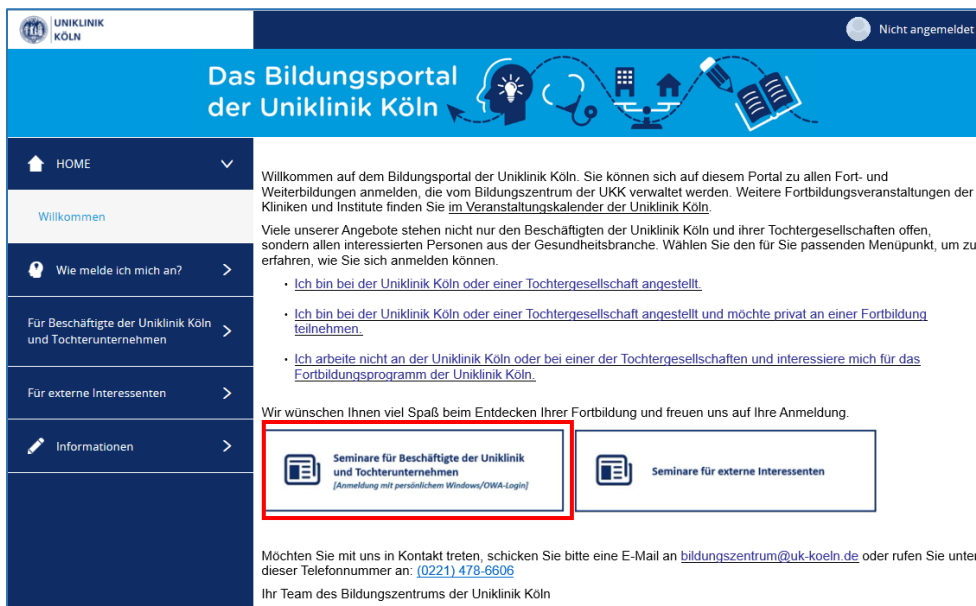 UNIKLINIK
KÖLN
Nicht angemeldet
Das Bildungsportal
der Uniklinik Köln
HOME
Willkommen
Wie melde ich mich an?
Für Beschäftigte der Uniklinik Köln
und Tochterunternehmen
Für externe Interessenten
Informationen
Willkommen auf dem Bildungsportal der Uniklinik Köln. Sie können sich auf diesem Portal zu allen Fort- und
Weiterbildungen anmelden, die vom Bildungszentrum der UKK verwaltet werden. Weitere Fortbildungsveranstaltungen der
Kliniken und Institute finden Sie im Veranstaltungskalender der Uniklinik Köln.
Viele unserer Angebote stehen nicht nur den Beschäftigten der Uniklinik Köln und ihrer Tochtergesellschaften offen,
sondern allen interessierten Personen aus der Gesundheitsbranche. Wählen Sie den für Sie passenden Menüpunkt, um zu
erfahren, wie Sie sich anmelden können.
• Ich bin bei der Uniklinik Köln oder einer Tochtergesellschaft angestellt.
• Ich bin bei der Uniklinik Köln oder einer Tochtergesellschaft angestellt und möchte privat an einer Fortbildung
teilnehmen.
• Ich arbeite nicht an der Uniklinik Köln oder bei einer der Tochtergesellschaften und interessiere mich für das
Fortbildungsprogramm der Uniklinik Köln.
Wir wünschen Ihnen viel Spaß beim Entdecken Ihrer Fortbildung und freuen uns auf Ihre Anmeldung.
Seminare für Beschäftigte der Uniklinik
und Tochterunternehmen
[Anmeldung mit persönlichem Windows/OWA-Login]
Seminare für externe Interessenten
Möchten Sie mit uns in Kontakt treten, schicken Sie bitte eine E-Mail an bildungszentrum@uk-koeln.de oder rufen Sie unter
dieser Telefonnummer an: (0221) 478-6606
Ihr Team des Bildungszentrums der Uniklinik Köln